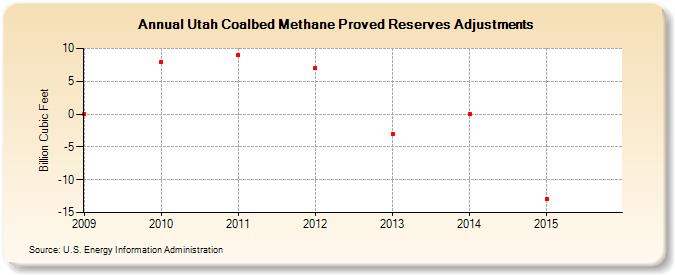 Annual Utah Coalbed Methane Proved Reserves Adjustments
Billion Cubic Feet
10
5
0
-5
-10
-15
2009 2010 2011 2012 2013 2014 2015
Source: U.S. Energy Information Administration